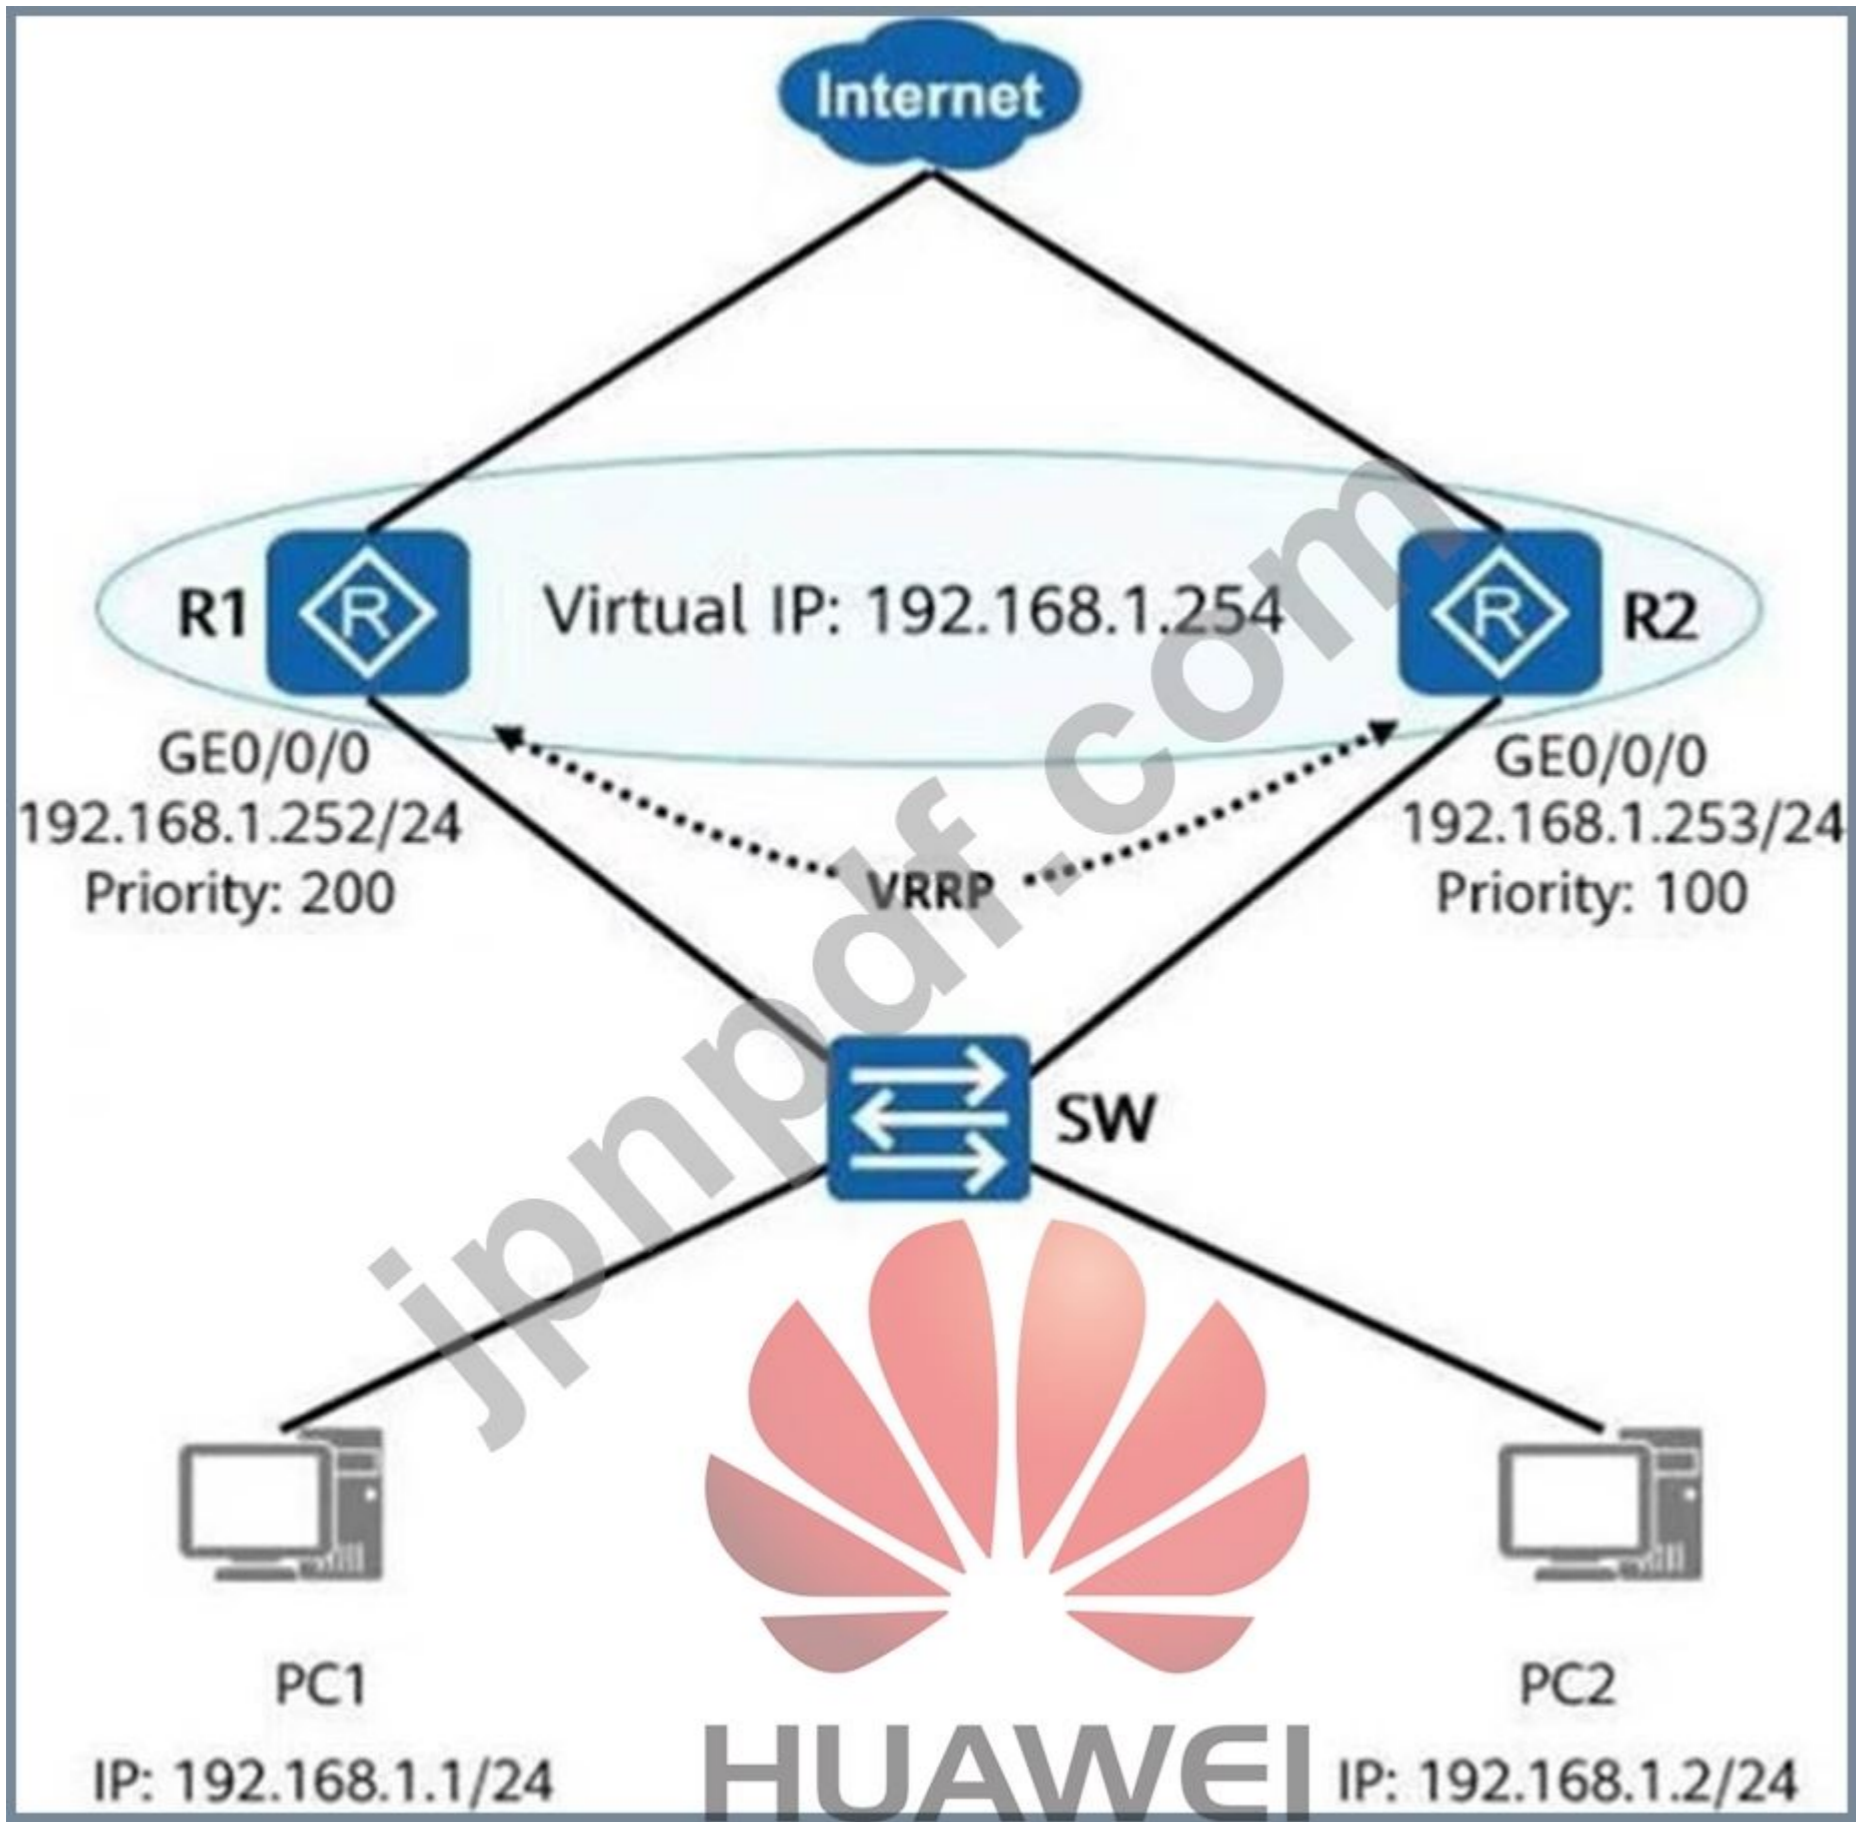 Internet
R1
Virtual IP: 192.168.1.254
R2
GE0/0/0
192.168.1.252/24
Priority: 200
GE0/0/0
192.168.1.253/24
Priority: 100
VRRP
SW
jpnpdf.com
PC1
IP: 192.168.1.1/24
PC2
IP: 192.168.1.2/24
HUAWEI